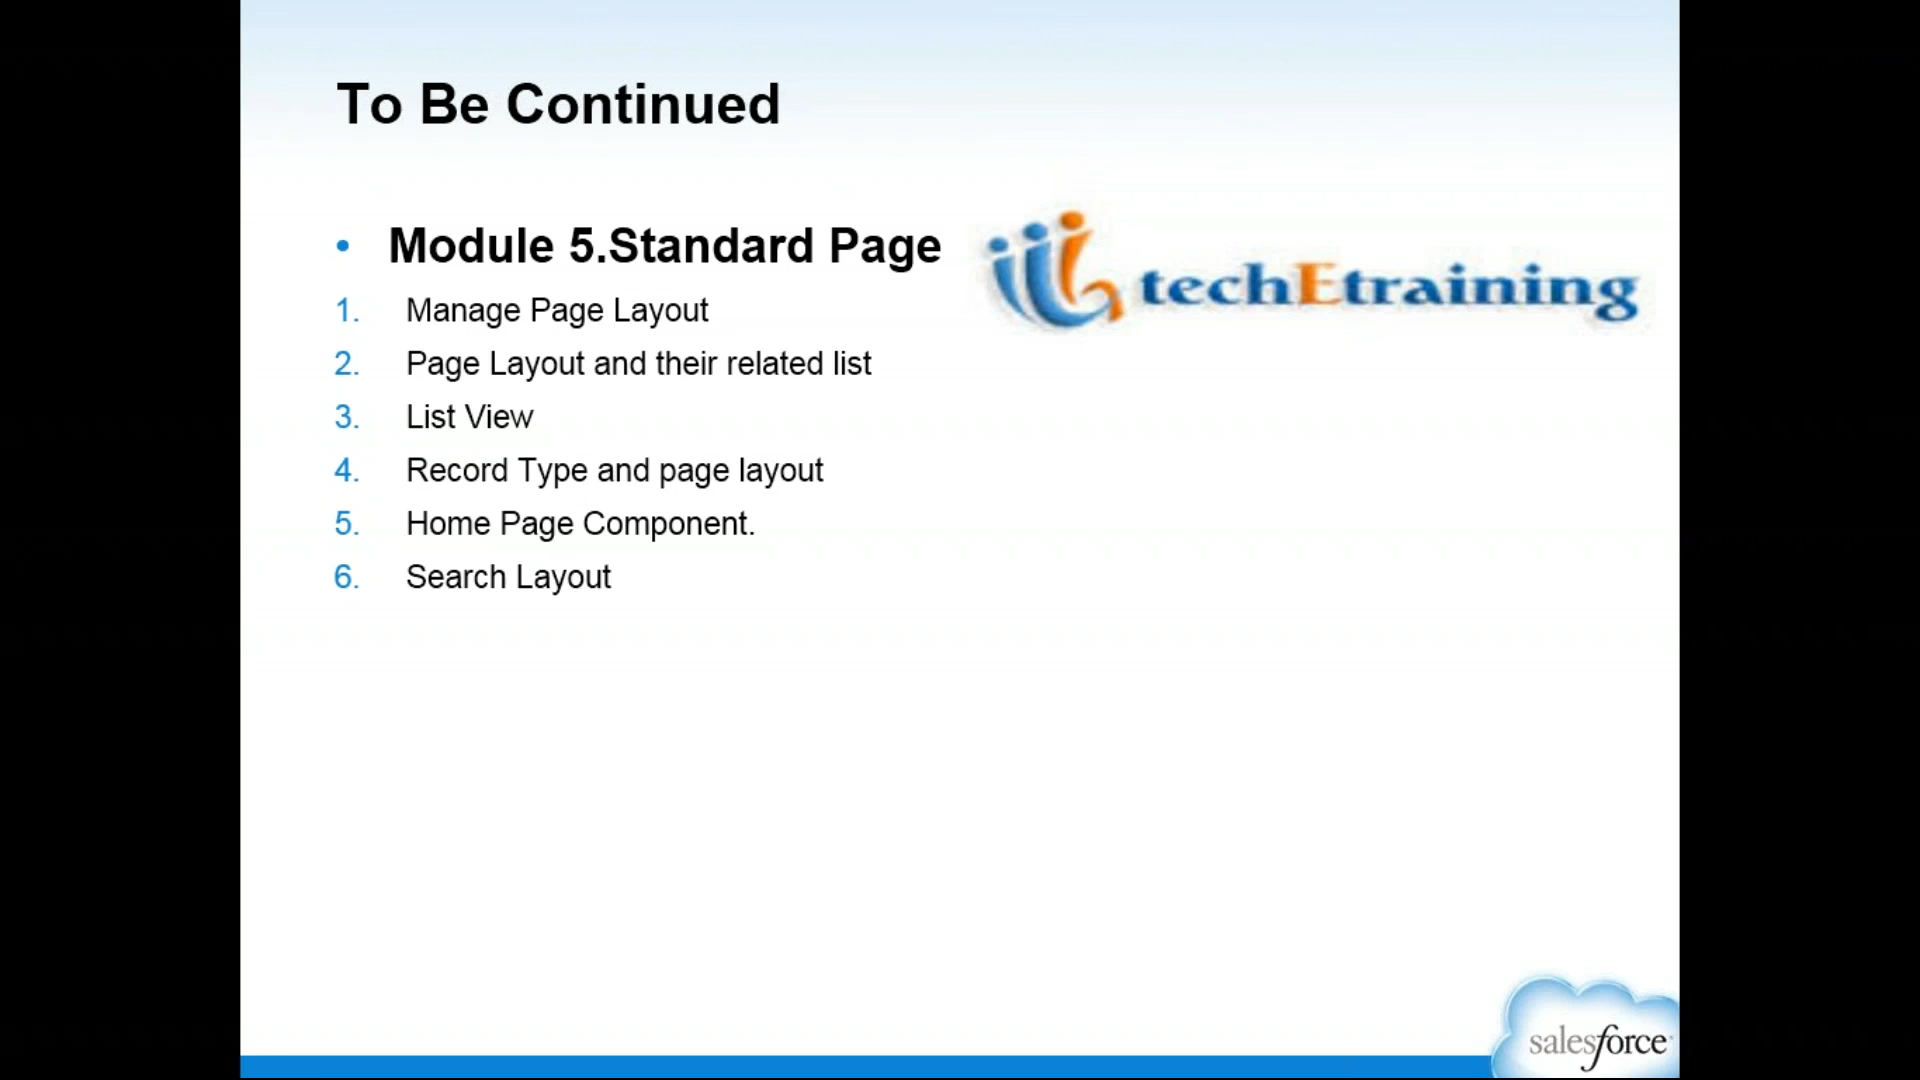 To Be Continued
• Module 5.Standard Page
techEtraining
1. Manage Page Layout
2. Page Layout and their related list
3. List View
4. Record Type and page layout
5. Home Page Component.
6. Search Layout
salesforce